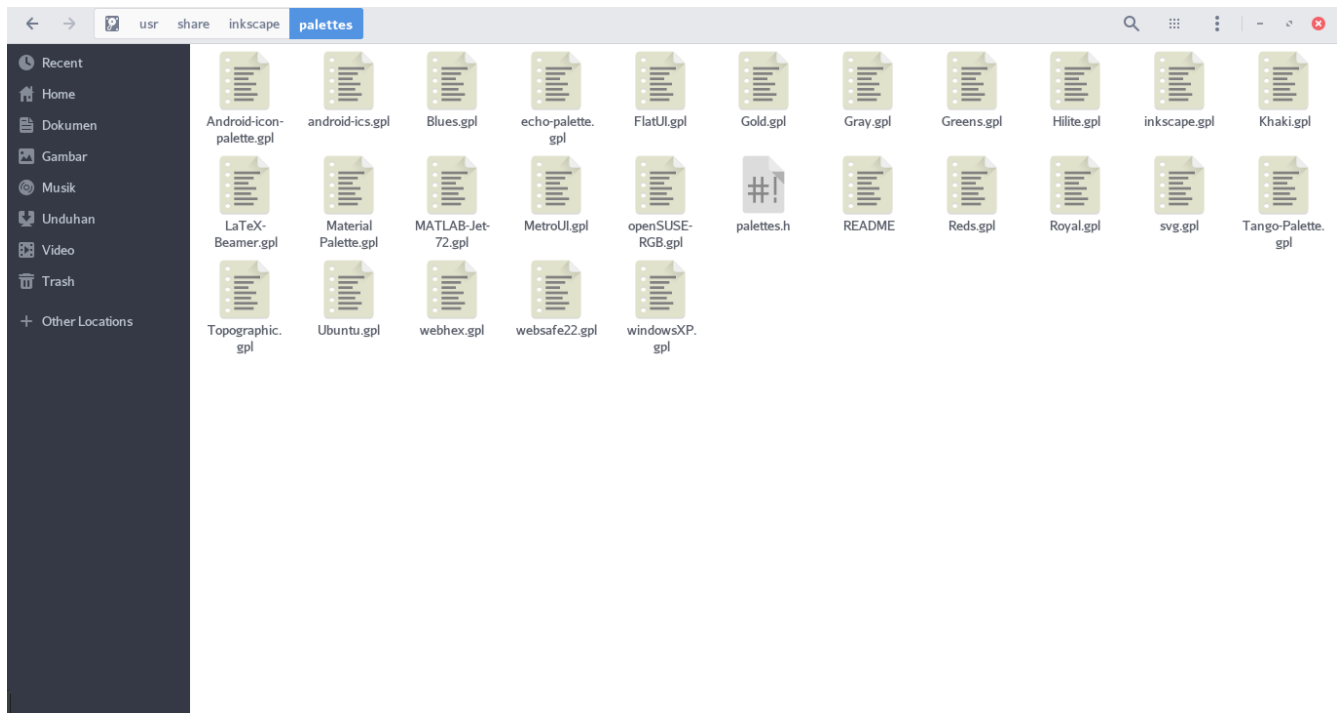 usr share inkscape palettes
Recent
Home
Dokumen
Gambar
Musik
Unduhan
Video
Trash
Other Locations
Android-icon-
palette.gpl
android-ics.gpl
Blues.gpl
echo-palette.
gpl
FlatUI.gpl
Gold.gpl
Gray.gpl
Greens.gpl
Hilite.gpl
inkscape.gpl
Khaki.gpl
LaTeX-
Beamer.gpl
Material
Palette.gpl
MATLAB-Jet-
72.gpl
MetroUI.gpl
openSUSE-
RGB.gpl
#!
palettes.h
README
Reds.gpl
Royal.gpl
svg.gpl
Tango-Palette.
gpl
Topographic.
gpl
Ubuntu.gpl
webhex.gpl
websafe22.gpl
windowsXP.
gpl